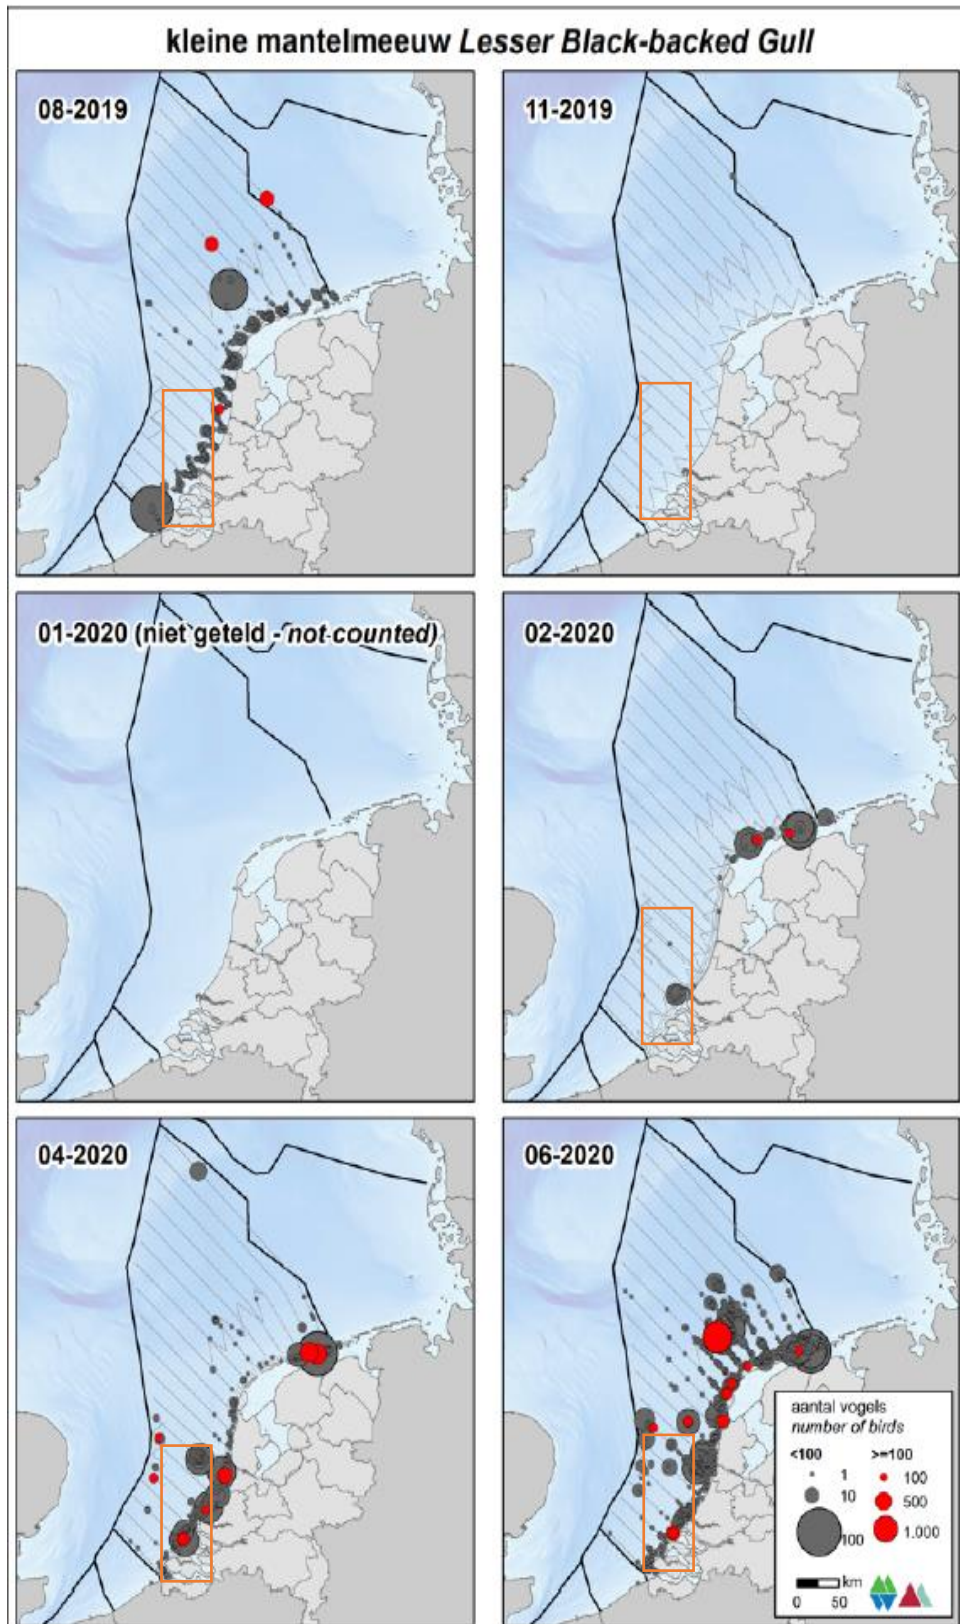 kleine mantelmeeuw Lesser Black-backed Gull
08-2019
11-2019
01-2020 (niet geteld - not counted)
02-2020
04-2020
06-2020
aantal vogels
number of birds
<100 >=100
1 100
10 500
100 1.000
km
0 50